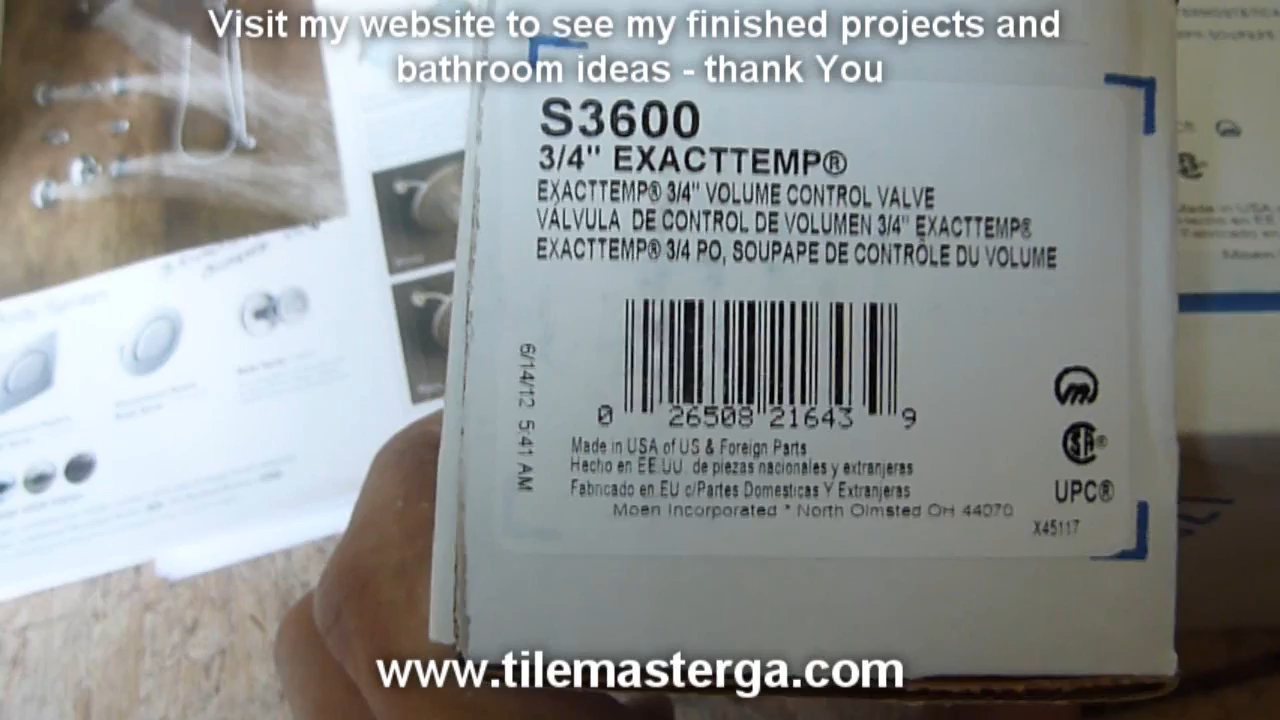 Visit my website to see my finished projects and
bathroom ideas - thank You
S3600
3/4" EXACTTEMP®
EXACTTEMP® 3/4" VOLUME CONTROL VALVE
VÁLVULA DE CONTROL DE VOLUMEN 3/4" EXACTTEMP®
EXACTTEMP® 3/4 PO, SOUPAPE DE CONTRÔLE DU VOLUME
6/14/12 5:41 AM
0 26508 21643 9
Made in USA of US & Foreign Parts
Hecho en EE.UU. de piezas nacionales y extranjeras
Fabricado en EU c/Partes Domesticas Y Extranjeras
Moen Incorporated * North Olmsted OH 44070
UPC®
X45117
www.tilemasterga.com